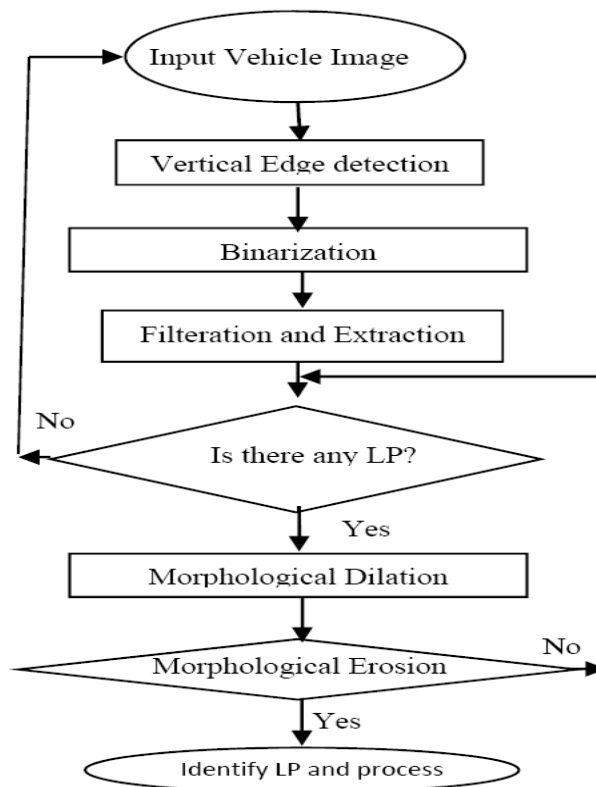 Input Vehicle Image
Vertical Edge detection
Binarization
Filteration and Extraction
No
Is there any LP?
Yes
Morphological Dilation
Morphological Erosion
No
Yes
Identify LP and process